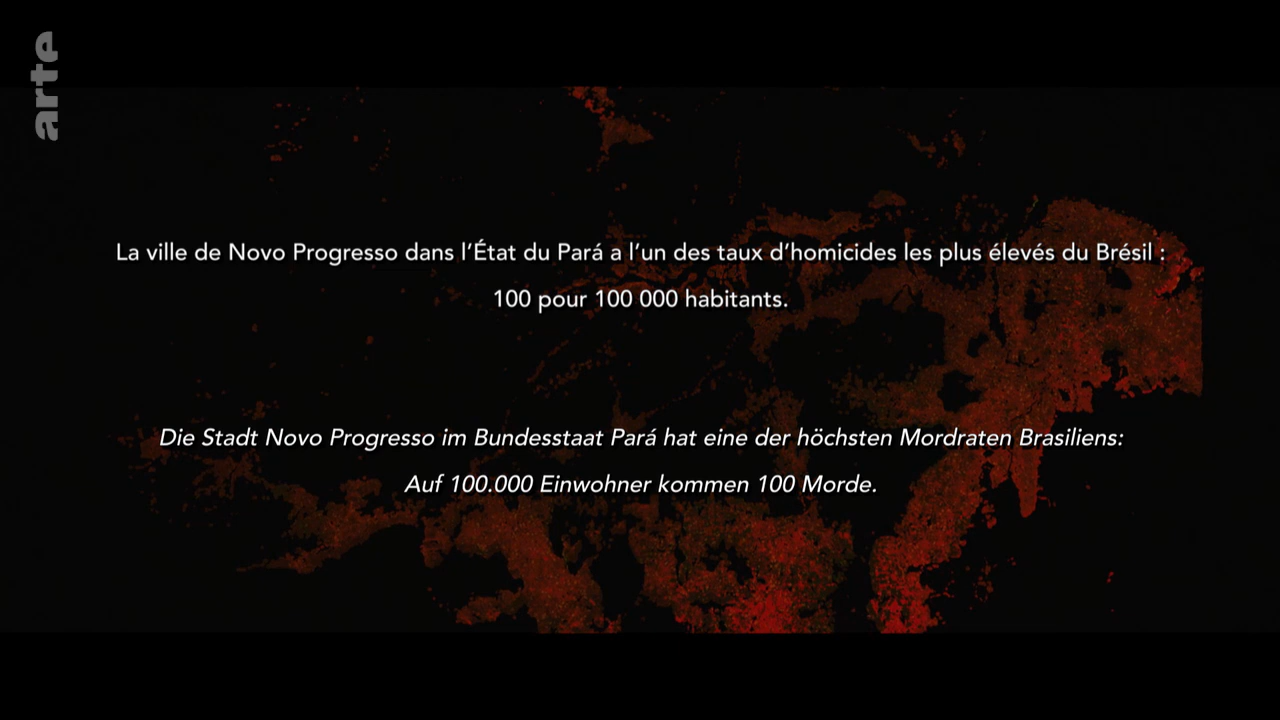 arte
La ville de Novo Progresso dans l’État du Pará a l’un des taux d’homicides les plus élevés du Brésil :
100 pour 100 000 habitants.
Die Stadt Novo Progresso im Bundesstaat Pará hat eine der höchsten Mordraten Brasiliens:
Auf 100.000 Einwohner kommen 100 Morde.